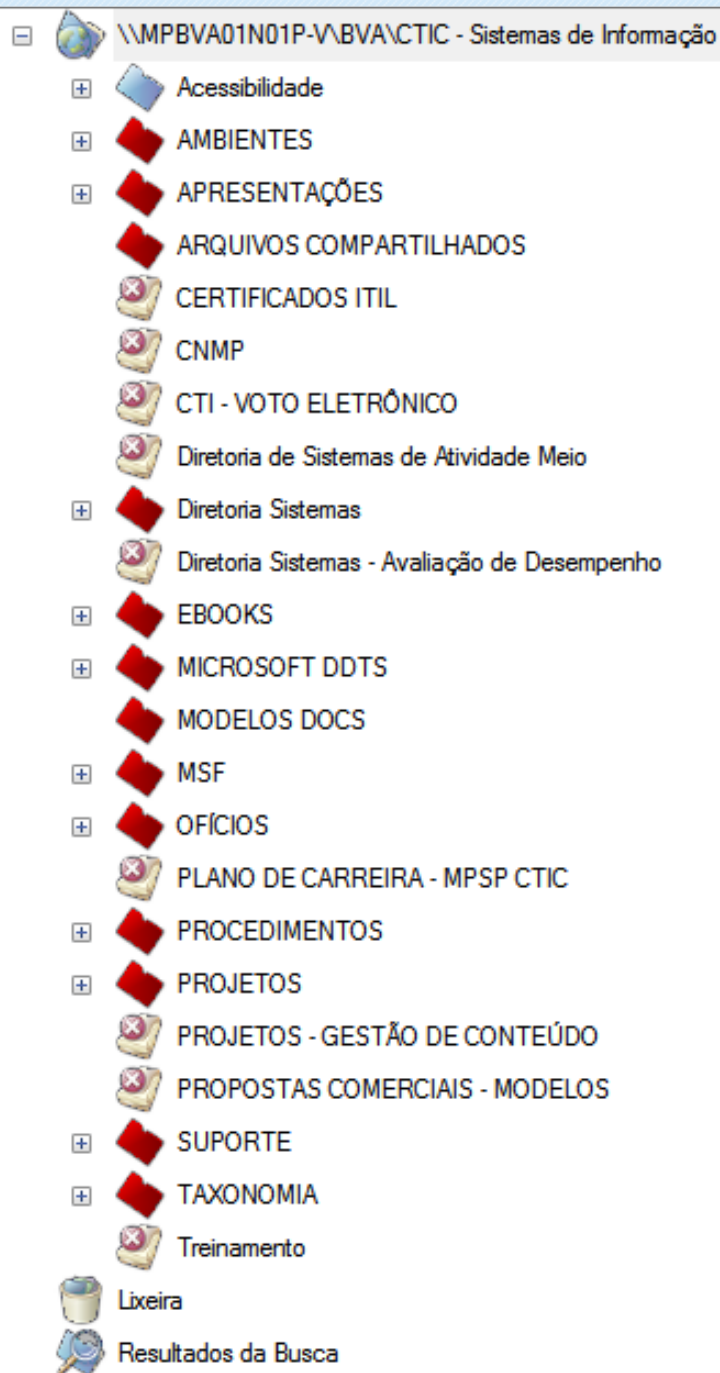 \\MPBVA01N01P-V\BVA\CTIC - Sistemas de Informação
Acessibilidade
AMBIENTES
APRESENTAÇÕES
ARQUIVOS COMPARTILHADOS
CERTIFICADOS ITIL
CNMP
CTI - VOTO ELETRÔNICO
Diretoria de Sistemas de Atividade Meio
Diretoria Sistemas
Diretoria Sistemas - Avaliação de Desempenho
EBOOKS
MICROSOFT DDTS
MODELOS DOCS
MSF
OFÍCIOS
PLANO DE CARREIRA - MPSP CTIC
PROCEDIMENTOS
PROJETOS
PROJETOS - GESTÃO DE CONTEÚDO
PROPOSTAS COMERCIAIS - MODELOS
SUPORTE
TAXONOMIA
Treinamento
Lixeira
Resultados da Busca